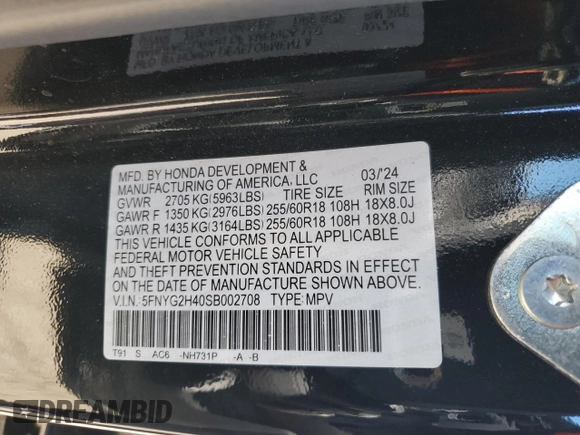 MFD. BY HONDA DEVELOPMENT &
MANUFACTURING OF AMERICA, LLC 03/'24
GVWR 2705 KG(5963LBS) TIRE SIZE RIM SIZE
GAWR F 1350 KG(2976LBS) 255/60R18 108H 18X8.0J
GAWR R 1435 KG(3164LBS) 255/60R18 108H 18X8.0J
THIS VEHICLE CONFORMS TO ALL APPLICABLE
FEDERAL MOTOR VEHICLE SAFETY
AND THEFT PREVENTION STANDARDS IN EFFECT
ON THE DATE OF MANUFACTURE SHOWN ABOVE.
V.I.N. 5FNYG2H40SB002708 TYPE: MPV
T91 S AC6 -NH731P -A -B
DREAMBID